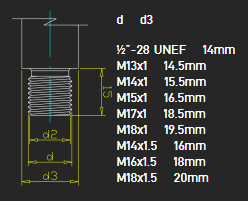 d d3
½"-28 UNEF 14mm
M13x1 14.5mm
M14x1 15.5mm
M15x1 16.5mm
M17x1 18.5mm
M18x1 19.5mm
M14x1.5 16mm
M16x1.5 18mm
M18x1.5 20mm
15
d2
d
d3